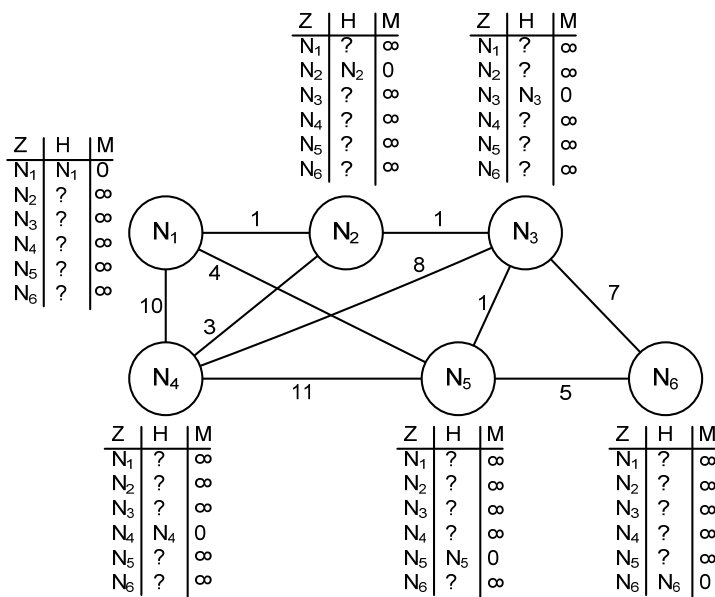 Z H M
N₁ ? ∞
N₂ N₂ 0
N₃ ? ∞
N₄ ? ∞
N₅ ? ∞
N₆ ? ∞
Z H M
N₁ ? ∞
N₂ ? ∞
N₃ N₃ 0
N₄ ? ∞
N₅ ? ∞
N₆ ? ∞
Z H M
N₁ N₁ 0
N₂ ? ∞
N₃ ? ∞
N₄ ? ∞
N₅ ? ∞
N₆ ? ∞
N₁ 1 N₂ 1 N₃
4 8
10 3 1 7
N₄ 11 N₅ 5 N₆
Z H M
N₁ ? ∞
N₂ ? ∞
N₃ ? ∞
N₄ N₄ 0
N₅ ? ∞
N₆ ? ∞
Z H M
N₁ ? ∞
N₂ ? ∞
N₃ ? ∞
N₄ ? ∞
N₅ N₅ 0
N₆ ? ∞
Z H M
N₁ ? ∞
N₂ ? ∞
N₃ ? ∞
N₄ ? ∞
N₅ ? ∞
N₆ N₆ 0